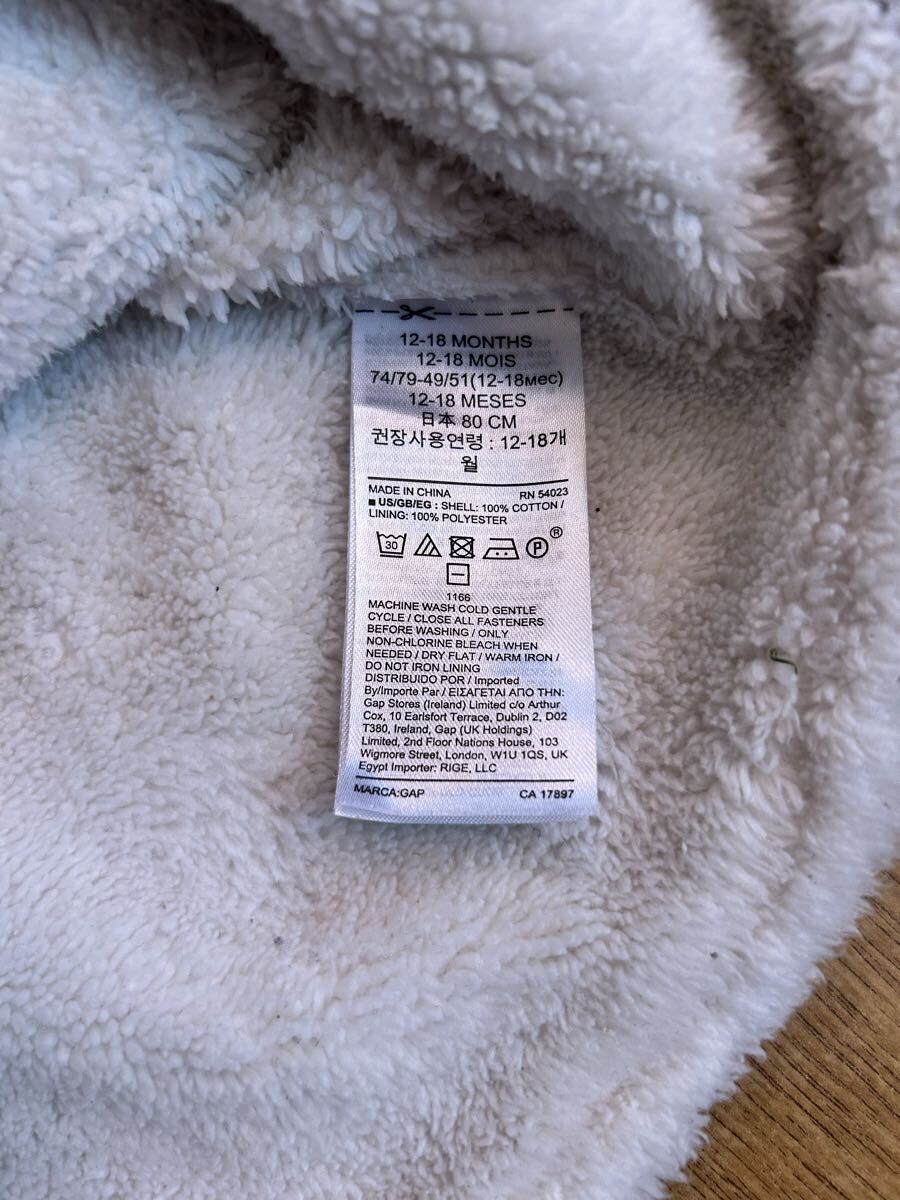 12-18 MONTHS
12-18 MOIS
74/79-49/51(12-18мес)
12-18 MESES
日本 80 CM
권장사용연령 : 12-18개
월
MADE IN CHINA RN 54023
■ US/GB/EG : SHELL: 100% COTTON /
LINING: 100% POLYESTER
30 P ®
1166
MACHINE WASH COLD GENTLE
CYCLE / CLOSE ALL FASTENERS
BEFORE WASHING / ONLY
NON-CHLORINE BLEACH WHEN
NEEDED / DRY FLAT / WARM IRON /
DO NOT IRON LINING
DISTRIBUIDO POR / Imported
By/Importe Par / ΕΙΣΑΓΕΤΑΙ ΑΠΟ ΤΗΝ:
Gap Stores (Ireland) Limited c/o Arthur
Cox, 10 Earlsfort Terrace, Dublin 2, D02
T380, Ireland, Gap (UK Holdings)
Limited, 2nd Floor Nations House, 103
Wigmore Street, London, W1U 1QS, UK
Egypt Importer: RIGE, LLC
MARCA:GAP CA 17897